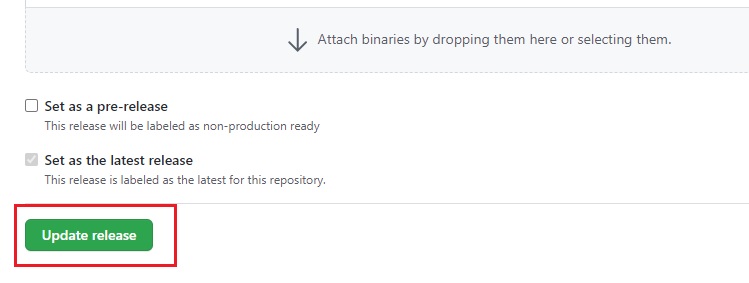 Attach binaries by dropping them here or selecting them.
Set as a pre-release
This release will be labeled as non-production ready
Set as the latest release
This release is labeled as the latest for this repository.
Update release